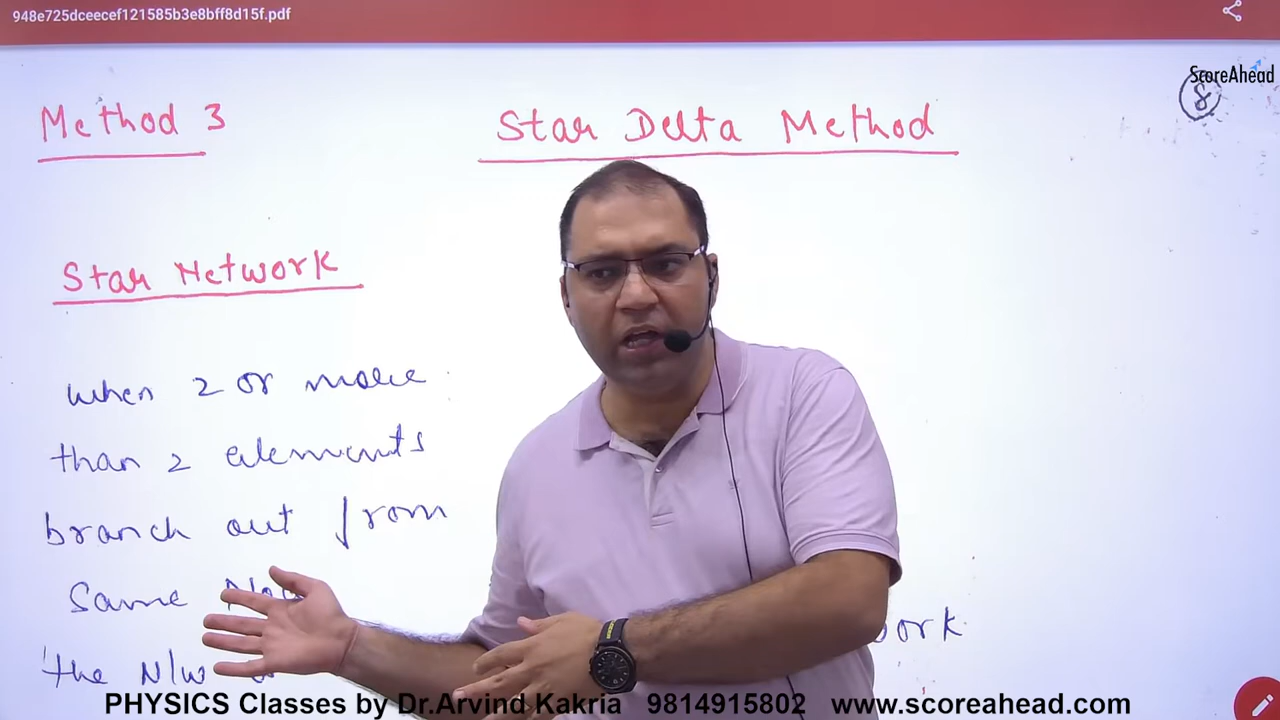 948e725dceecef121585b3e8bff8d15f.pdf
ScoreAhead
8
Method 3
Star Delta Method
Star Network
when 2 or more
than 2 elements
branch out from
Same
the N/W
PHYSICS Classes by Dr.Arvind Kakria 9814915802 www.scoreahead.com